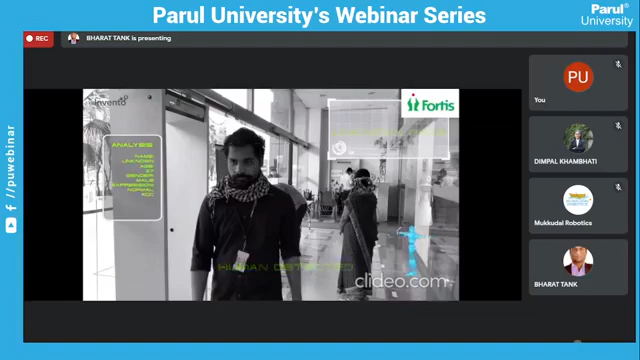 Parul University's Webinar Series
Parul®
University
REC
BHARAT TANK is presenting
Invento
Fortis
ANALYSIS
NAME
UNKNOWN
AGE
27
GENDER
MALE
EXPRESSION
NORMAL
HUMAN DETECTED
clideo.com
PU
You
DIMPAL KHAMBHATI
Mukkudal Robotics
BHARAT TANK
/puwebinar